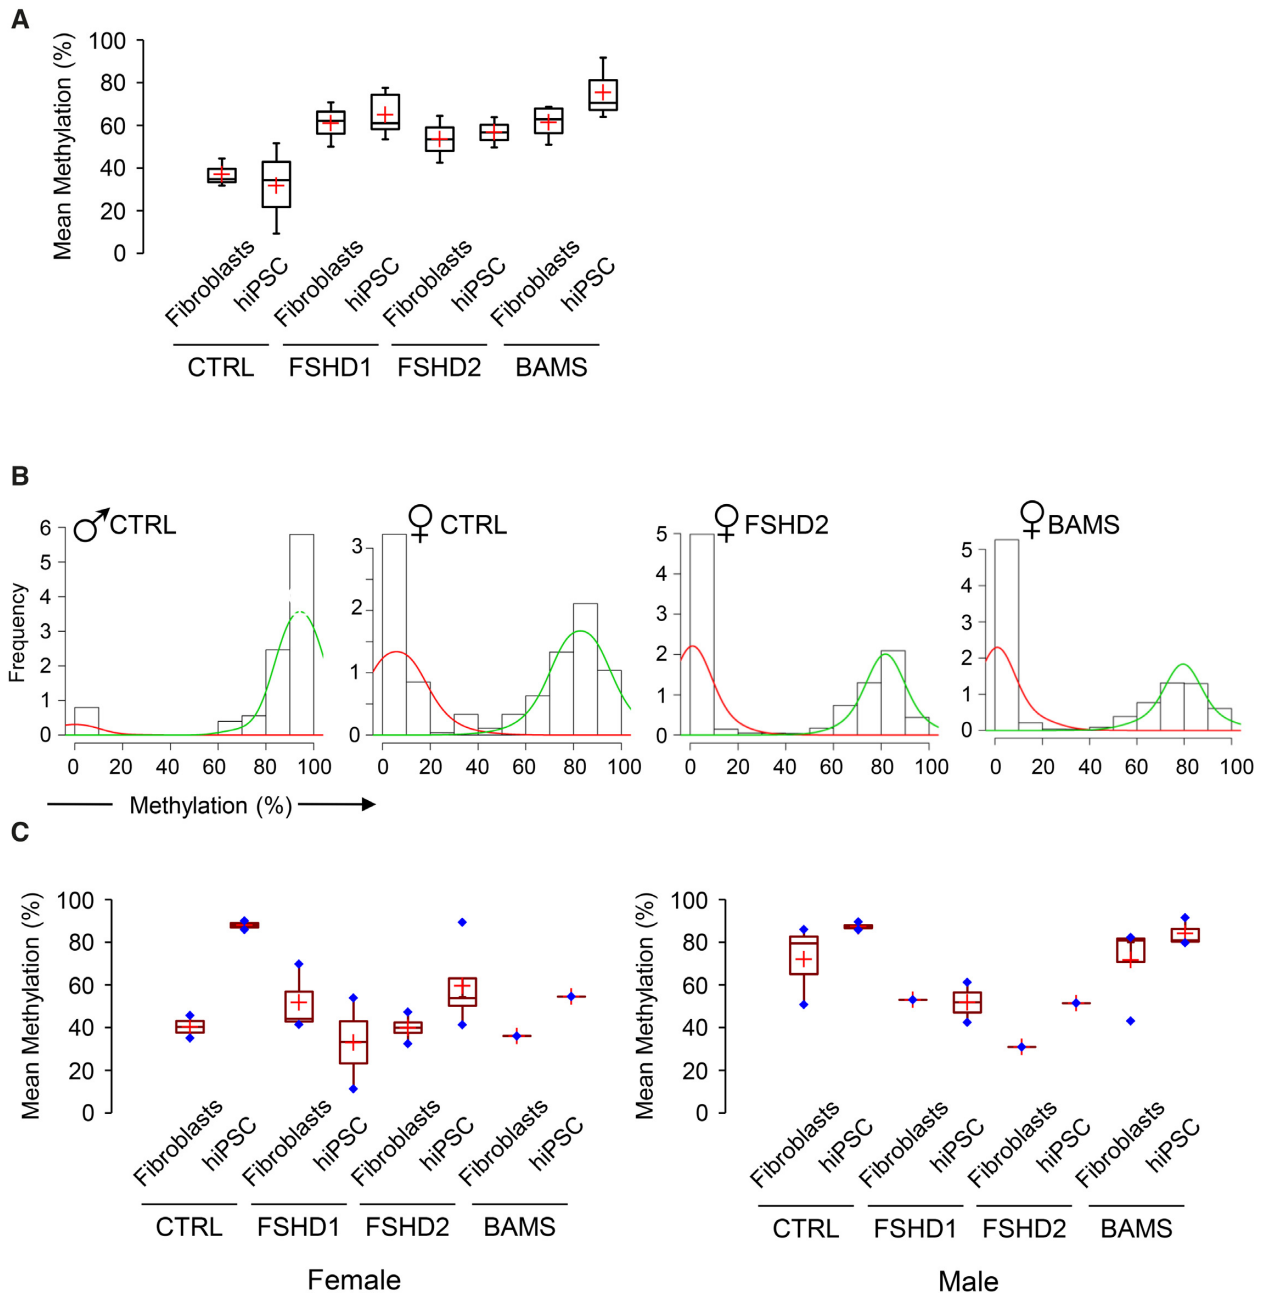 A
Mean Methylation (%)
100
80
60
40
20
0
Fibroblasts
hiPSC
Fibroblasts
hiPSC
Fibroblasts
hiPSC
Fibroblasts
hiPSC
CTRL
FSHD1
FSHD2
BAMS
B
♂ CTRL
Frequency
6
5
4
3
2
1
0
0 20 40 60 80 100
♀ CTRL
3
2
1
0
0 20 40 60 80 100
♀ FSHD2
5
4
3
2
1
0
0 20 40 60 80 100
♀ BAMS
5
4
3
2
1
0
0 20 40 60 80 100
Methylation (%)
C
Mean Methylation (%)
100
80
60
40
20
0
Fibroblasts
hiPSC
Fibroblasts
hiPSC
Fibroblasts
hiPSC
Fibroblasts
hiPSC
CTRL
FSHD1
FSHD2
BAMS
Female
Mean Methylation (%)
100
80
60
40
20
0
Fibroblasts
hiPSC
Fibroblasts
hiPSC
Fibroblasts
hiPSC
Fibroblasts
hiPSC
CTRL
FSHD1
FSHD2
BAMS
Male